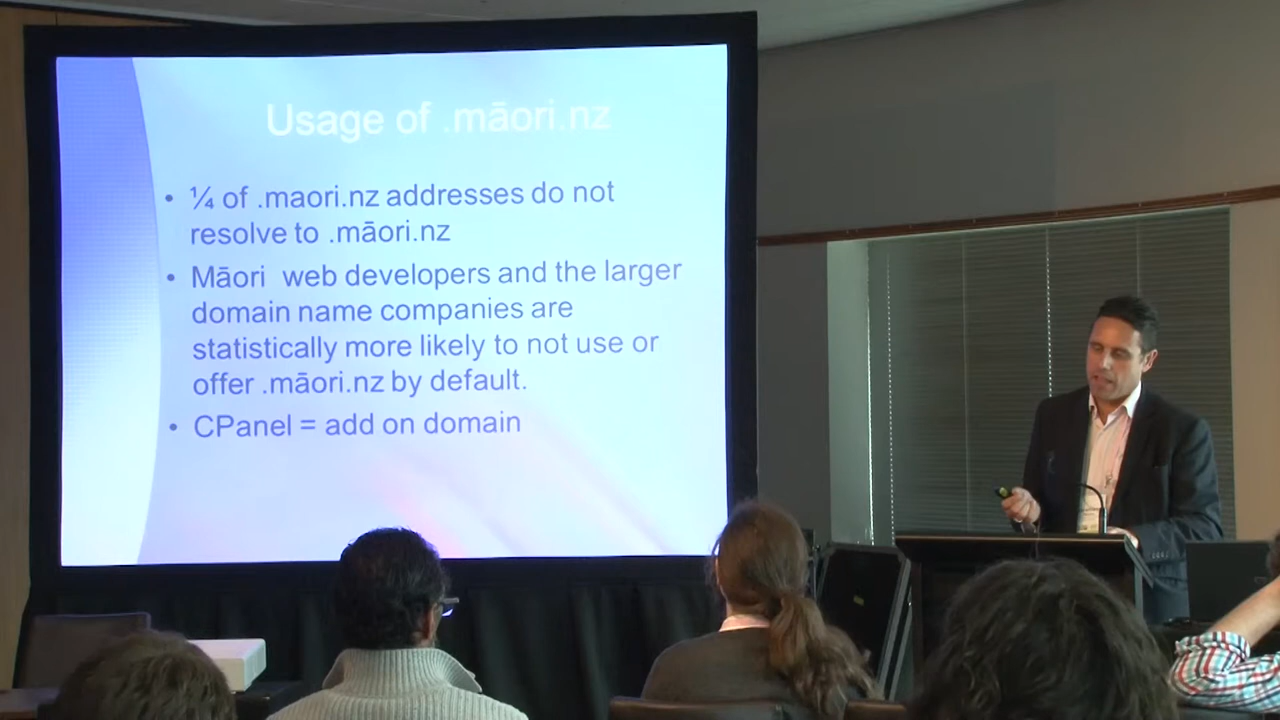 Usage of .māori.nz
• ¼ of .maori.nz addresses do not
resolve to .māori.nz
• Māori web developers and the larger
domain name companies are
statistically more likely to not use or
offer .māori.nz by default.
• CPanel = add on domain